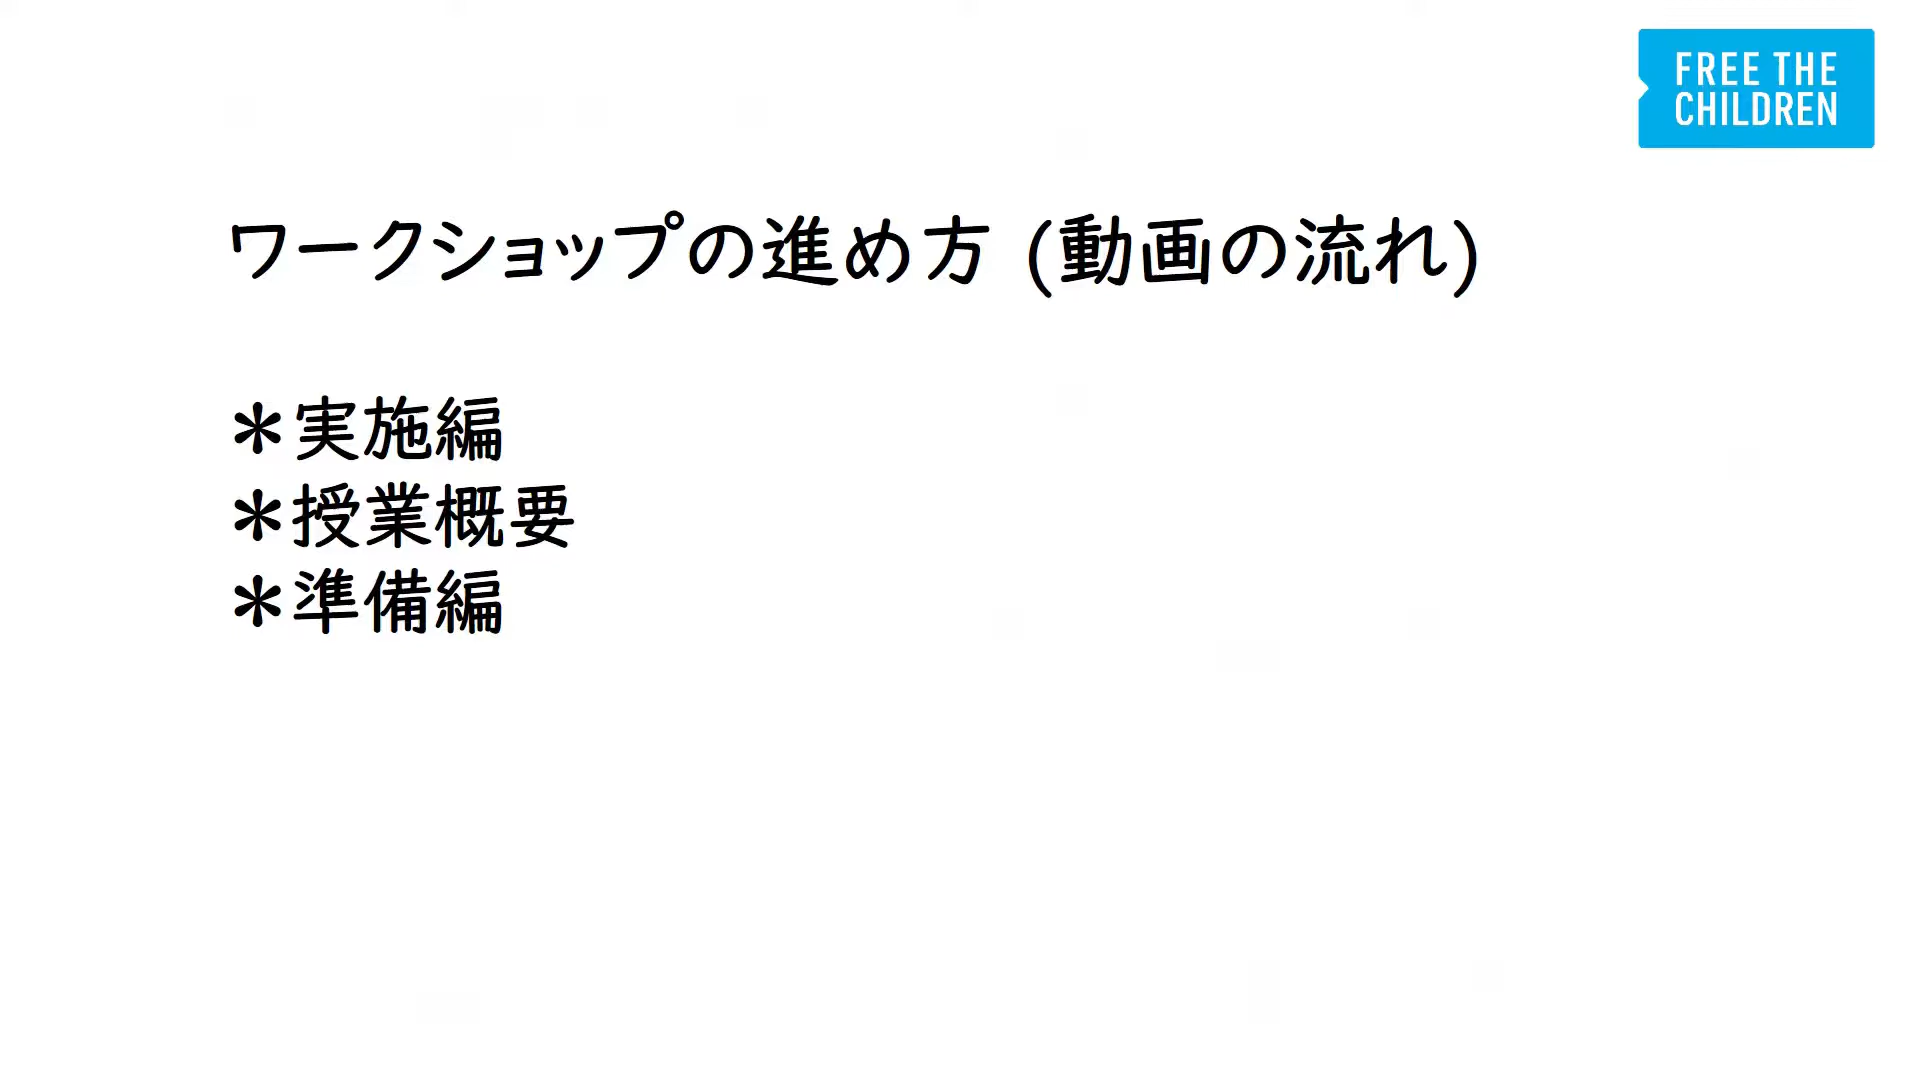 FREE THE
CHILDREN
ワークショップの進め方 (動画の流れ)
＊実施編
＊授業概要
＊準備編